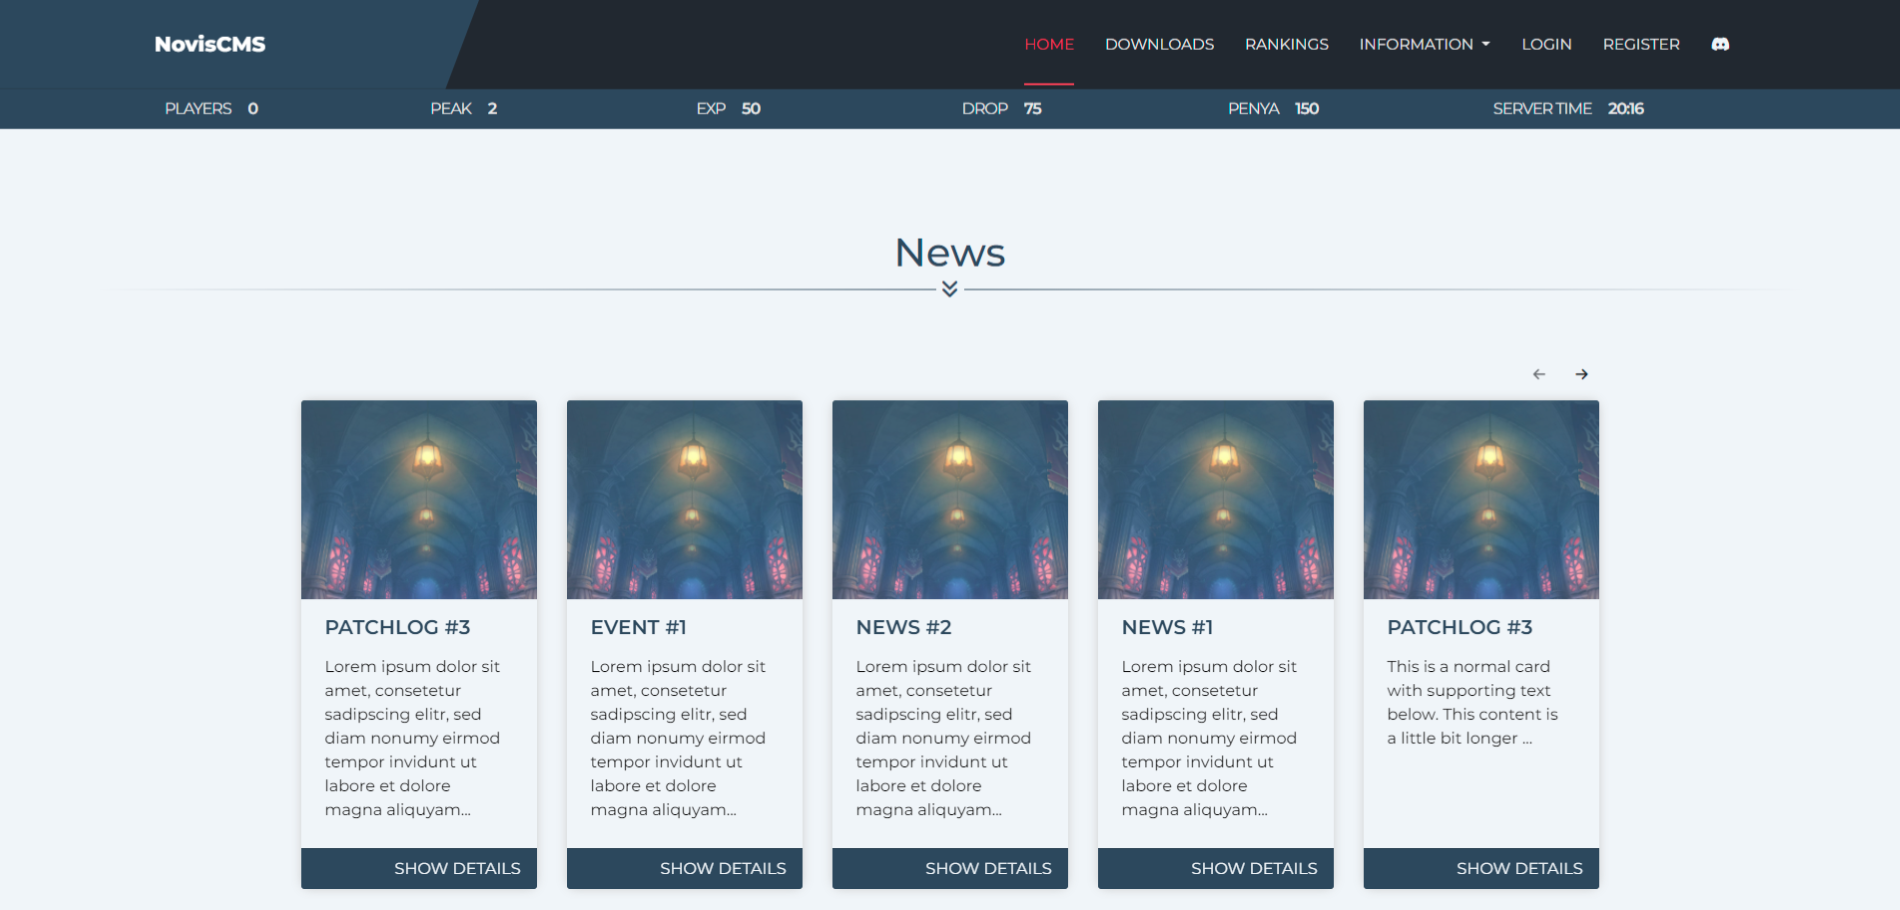 NovisCMS
HOME DOWNLOADS RANKINGS INFORMATION LOGIN REGISTER
PLAYERS 0 PEAK 2 EXP 50 DROP 75 PENYA 150 SERVER TIME 20:16
News
PATCHLOG #3
Lorem ipsum dolor sit
amet, consetetur
sadipscing elitr, sed
diam nonumy eirmod
tempor invidunt ut
labore et dolore
magna aliquyam...
SHOW DETAILS
EVENT #1
Lorem ipsum dolor sit
amet, consetetur
sadipscing elitr, sed
diam nonumy eirmod
tempor invidunt ut
labore et dolore
magna aliquyam...
SHOW DETAILS
NEWS #2
Lorem ipsum dolor sit
amet, consetetur
sadipscing elitr, sed
diam nonumy eirmod
tempor invidunt ut
labore et dolore
magna aliquyam...
SHOW DETAILS
NEWS #1
Lorem ipsum dolor sit
amet, consetetur
sadipscing elitr, sed
diam nonumy eirmod
tempor invidunt ut
labore et dolore
magna aliquyam...
SHOW DETAILS
PATCHLOG #3
This is a normal card
with supporting text
below. This content is
a little bit longer ...
SHOW DETAILS